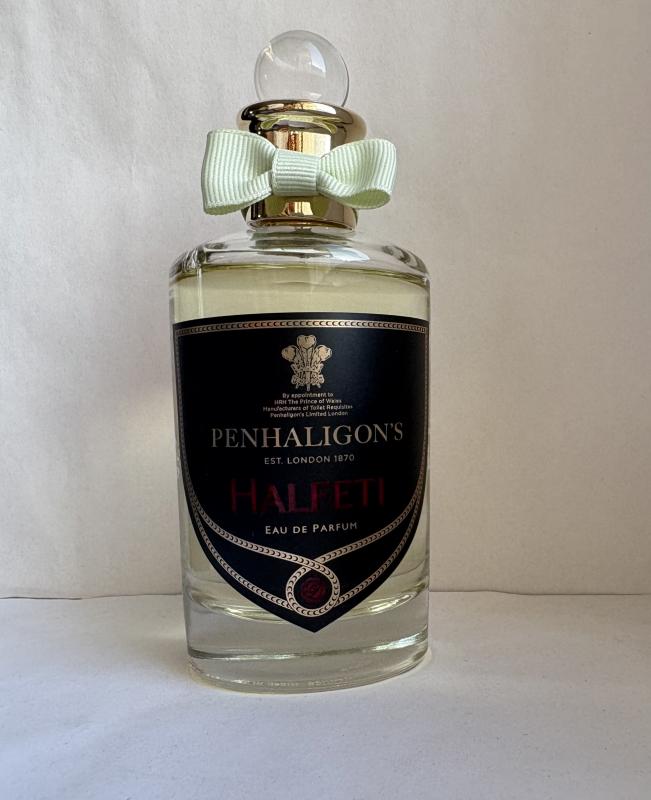 By appointment to
HRH The Prince of Wales
Manufacturers of Toilet Requisites
Penhaligon's Limited London
PENHALIGON'S
EST. LONDON 1870
HALFETI
EAU DE PARFUM